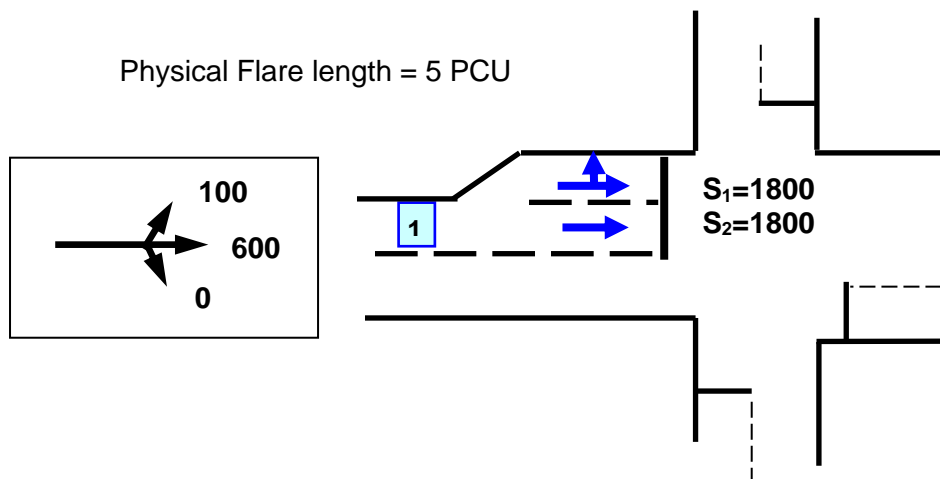 Physical Flare length = 5 PCU
100
600
0
1
S₁=1800
S₂=1800